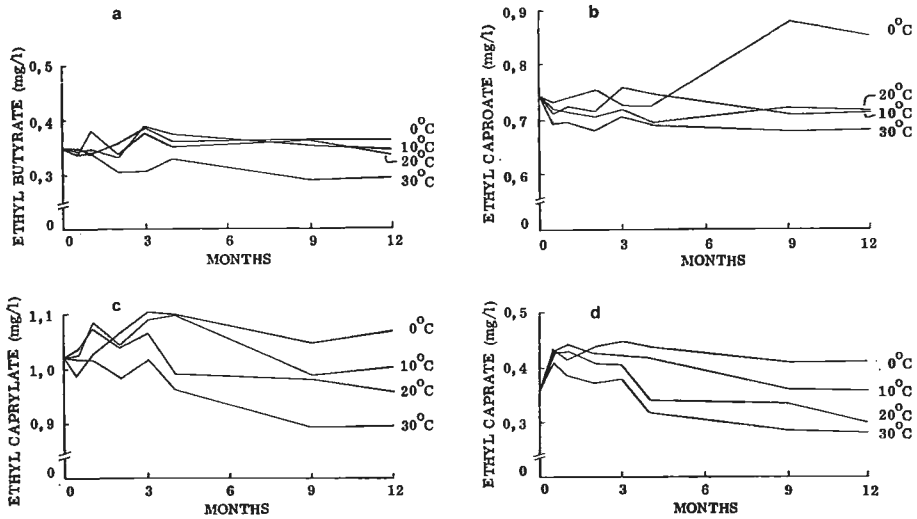 a
ETHYL BUTYRATE (mg/l)
0,5
0,4
0,3
0
0°C
10°C
20°C
30°C
0 3 6 9 12
MONTHS
b
ETHYL CAPROATE (mg/l)
0,9
0,8
0,7
0,6
0
0°C
20°C
10°C
30°C
0 3 6 9 12
MONTHS
c
ETHYL CAPRYLATE (mg/l)
1,1
1,0
0,9
0
0°C
10°C
20°C
30°C
0 3 6 9 12
MONTHS
d
ETHYL CAPRATE (mg/l)
0,5
0,4
0,3
0
0°C
10°C
20°C
30°C
0 3 6 9 12
MONTHS